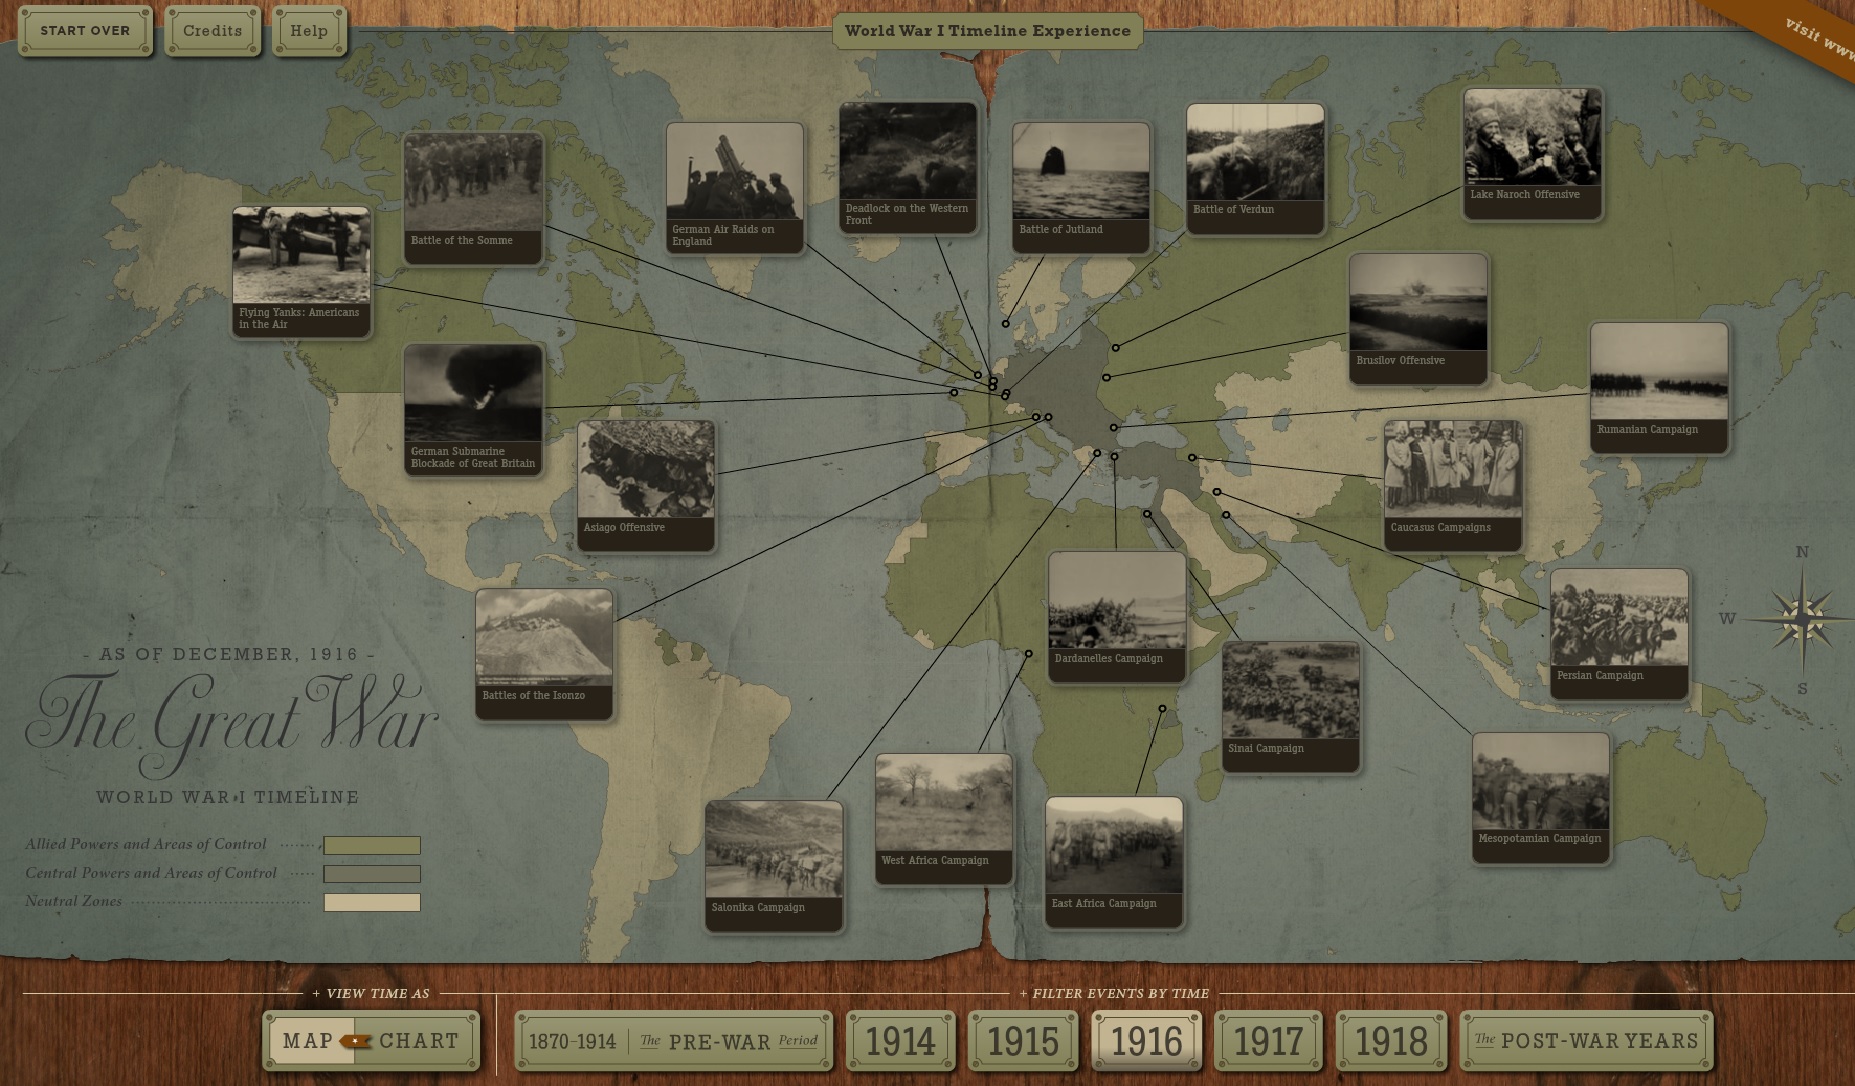 START OVER
Credits
Help
World War I Timeline Experience
visit www
Battle of the Somme
German Air Raids on
England
Deadlock on the Western
Front
Battle of Jutland
Battle of Verdun
Lake Naroch Offensive
Flying Yanks: Americans
in the Air
Brusilov Offensive
Rumanian Campaign
German Submarine
Blockade of Great Britain
Asiago Offensive
Caucasus Campaigns
N
W
S
Battles of the Isonzo
Dardanelles Campaign
Persian Campaign
Sinai Campaign
- AS OF DECEMBER, 1916 -
The Great War
WORLD WAR I TIMELINE
Allied Powers and Areas of Control
Central Powers and Areas of Control
Neutral Zones
Salonika Campaign
West Africa Campaign
East Africa Campaign
Mesopotamian Campaign
+ VIEW TIME AS
+ FILTER EVENTS BY TIME
MAP CHART
1870-1914 The PRE-WAR Period
1914
1915
1916
1917
1918
The POST-WAR YEARS